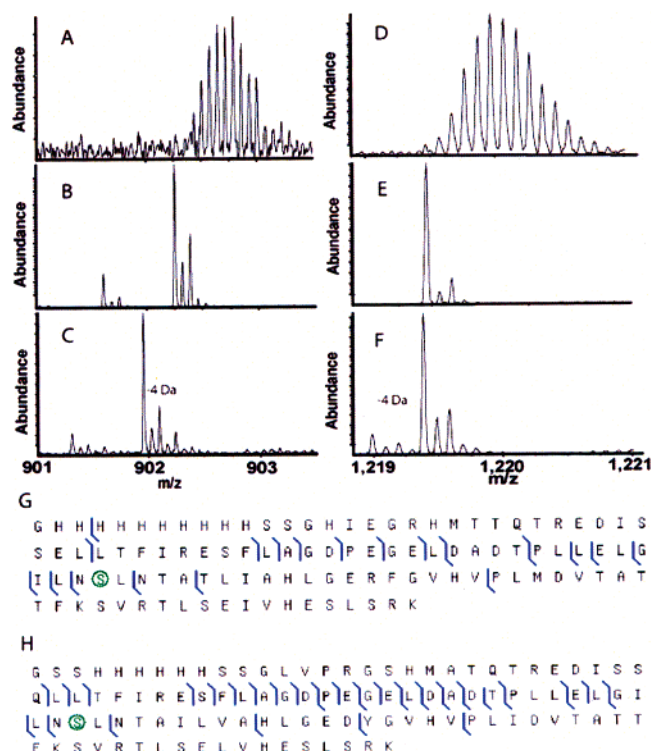 A
Abundance
D
Abundance
B
Abundance
E
Abundance
C
-4 Da
Abundance
F
-4 Da
Abundance
901 902 903
m/z
1,219 1,220 1,221
m/z
G
G H H H H H H H H H H S S G H I E G R H M T T Q T R E D I S
S E L L T F I R E S F L A G D P E G E L D A D T P L L E L G
I L N S L N T A T L I A H L G E R F G V H V P L M D V T A T
T F K S V R T L S E I V H E S L S R K
H
G S S H H H H H H S S G L V P R G S H M A T Q T R E D I S S
Q L L T F I R E S F L A G D P E G E L D A D T P L L E L G I
L N S L N T A I L V A H L G E D Y G V H V P L I D V T A T T
F K S V R T L S E L V H E S L S R K